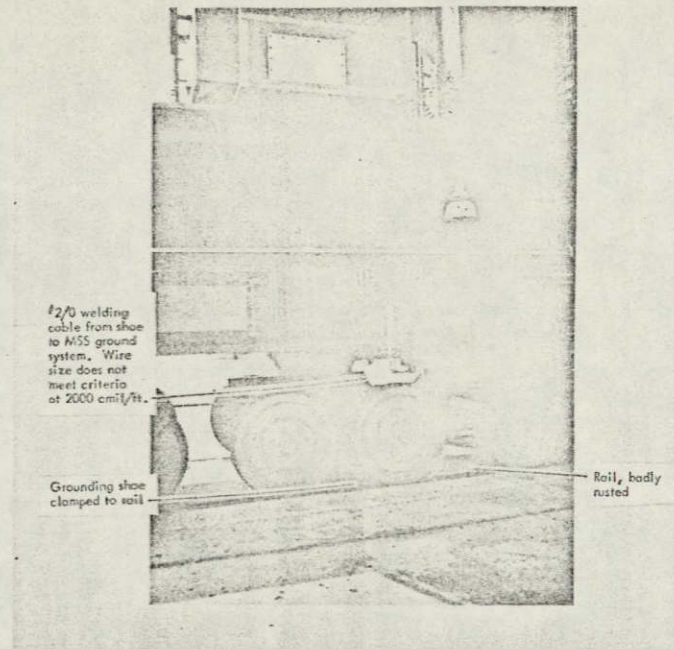 #2/0 welding
cable from shoe
to MSS ground
system. Wire
size does not
meet criteria
of 2000 cmil/ft.
Grounding shoe
clamped to rail
Rail, badly
rusted